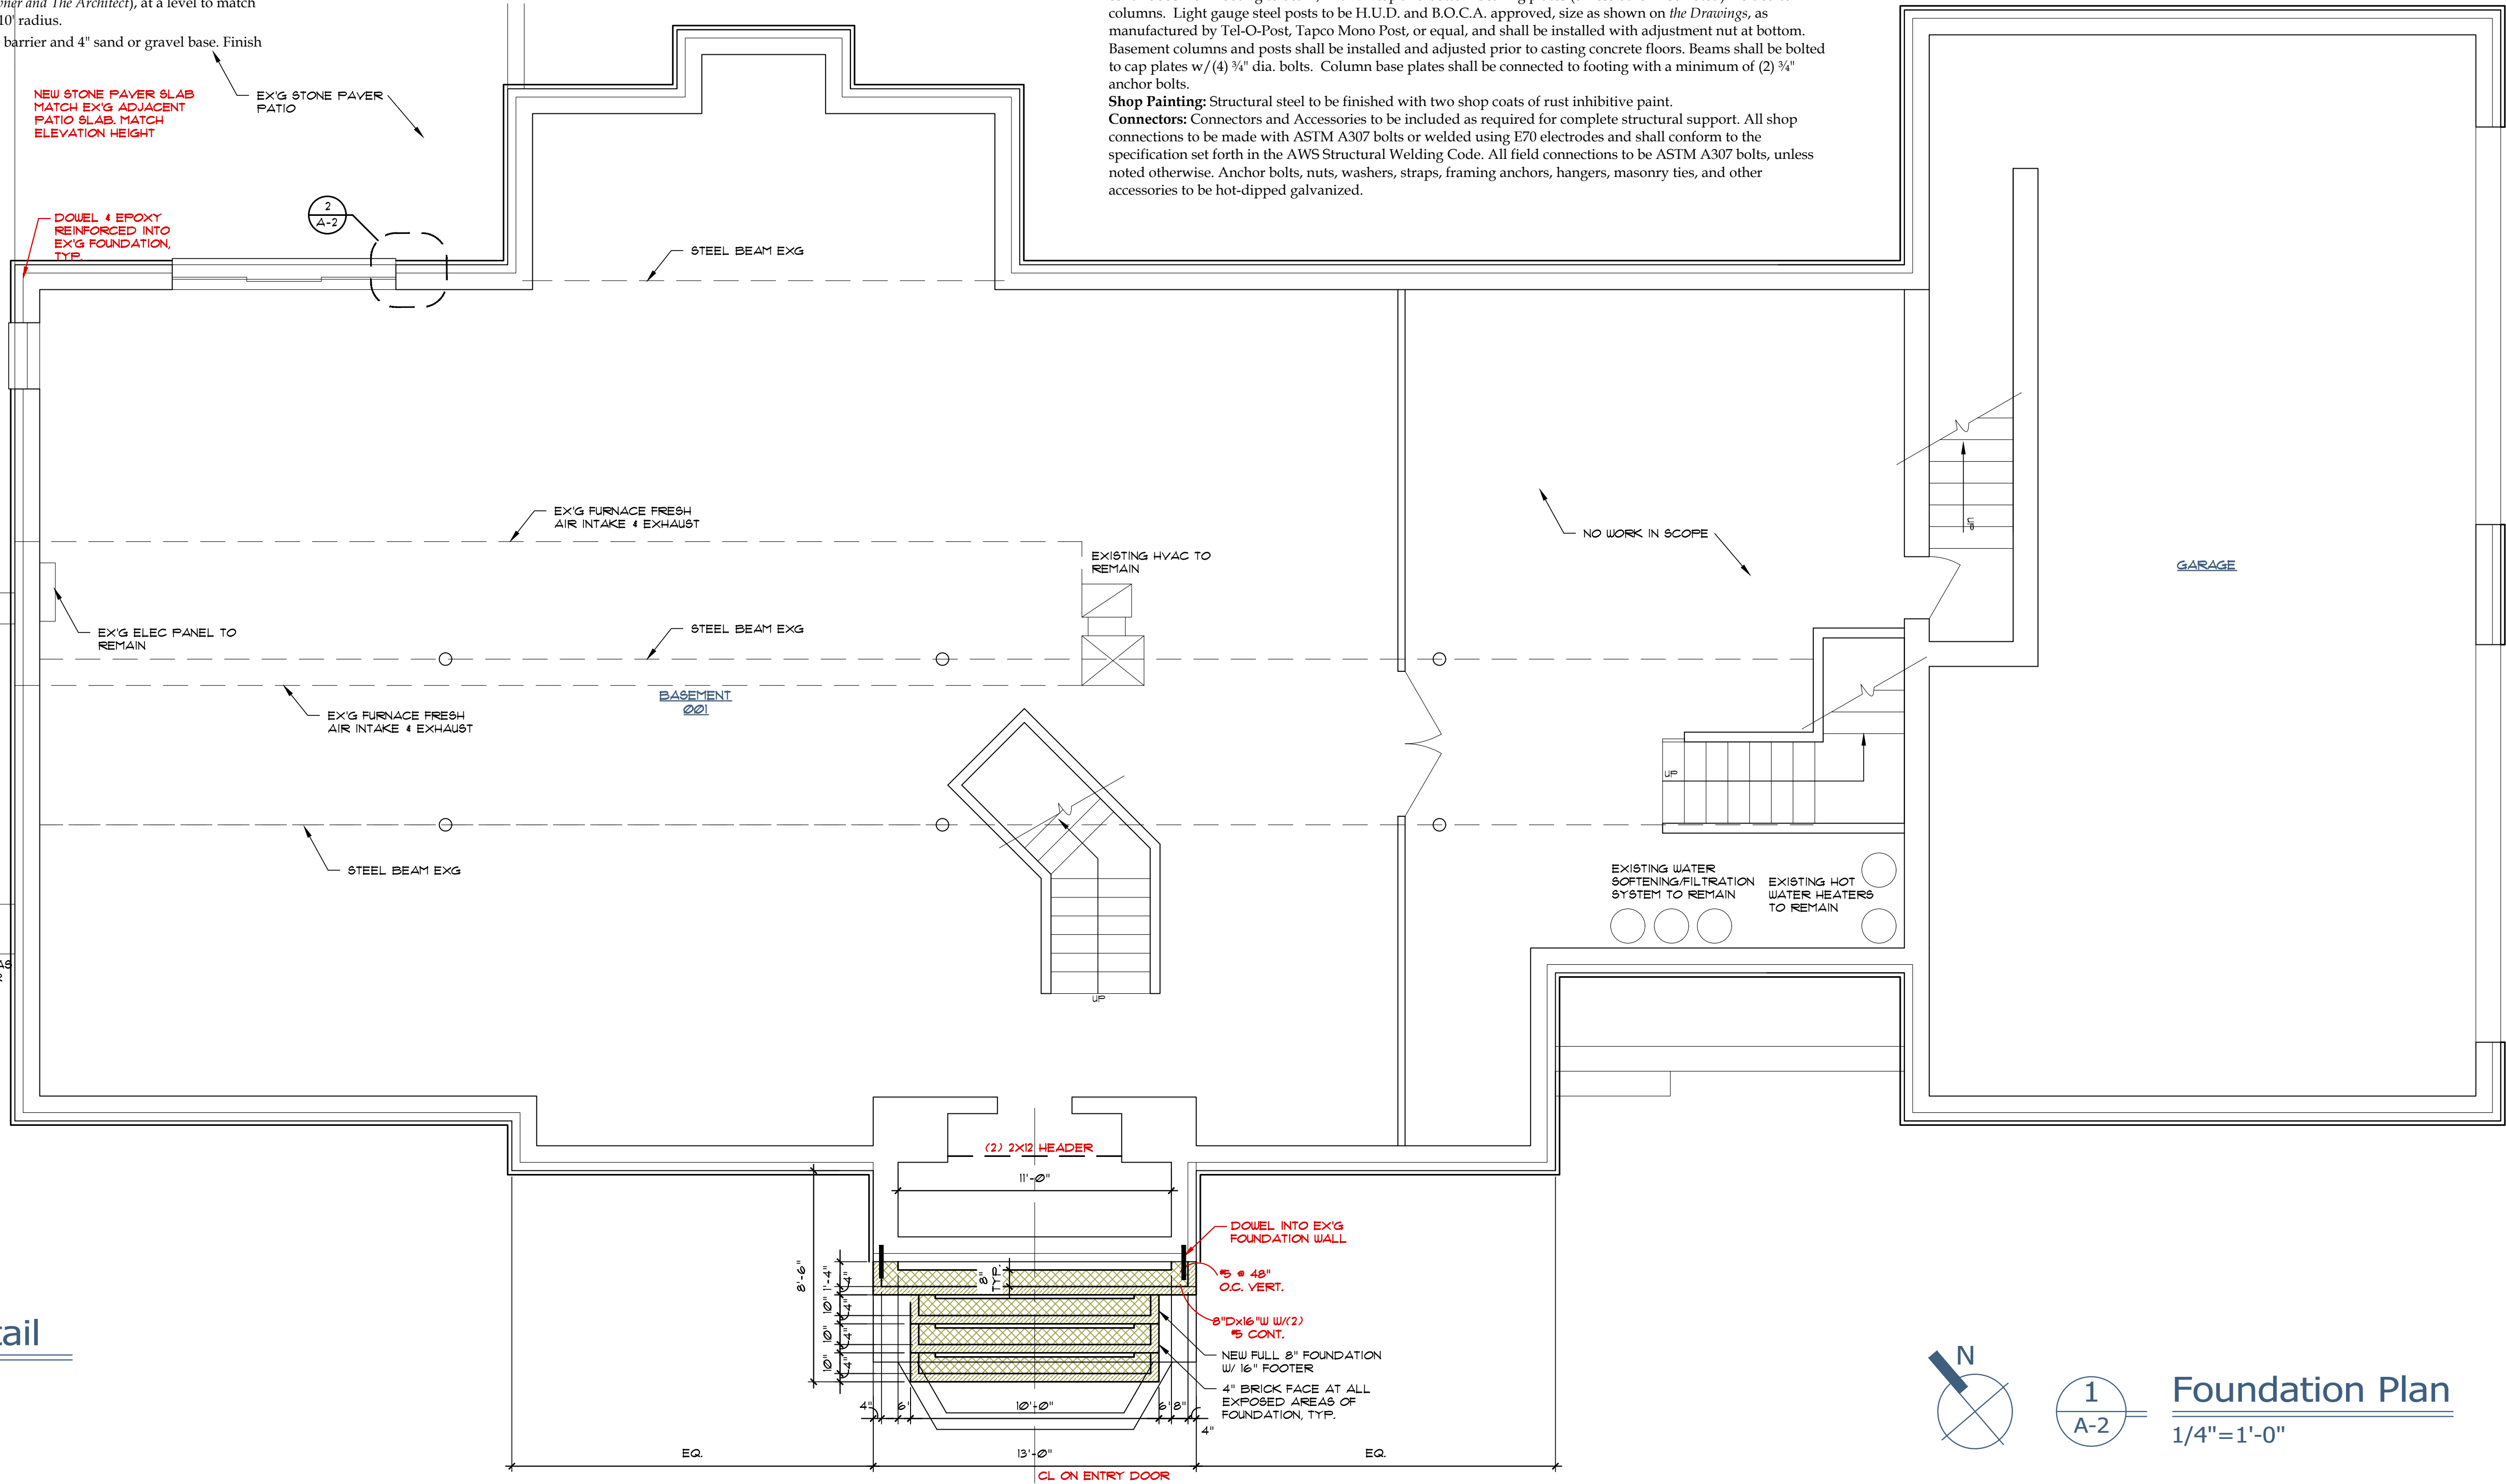 ner and The Architect), at a level to match
10' radius.
barrier and 4" sand or gravel base. Finish
columns. Light gauge steel posts to be H.U.D. and B.O.C.A. approved, size as shown on the Drawings, as
manufactured by Tel-O-Post, Tapco Mono Post, or equal, and shall be installed with adjustment nut at bottom.
Basement columns and posts shall be installed and adjusted prior to casting concrete floors. Beams shall be bolted
to cap plates w/(4) ¾" dia. bolts. Column base plates shall be connected to footing with a minimum of (2) ¾"
anchor bolts.
Shop Painting: Structural steel to be finished with two shop coats of rust inhibitive paint.
Connectors: Connectors and Accessories to be included as required for complete structural support. All shop
connections to be made with ASTM A307 bolts or welded using E70 electrodes and shall conform to the
specification set forth in the AWS Structural Welding Code. All field connections to be ASTM A307 bolts, unless
noted otherwise. Anchor bolts, nuts, washers, straps, framing anchors, hangers, masonry ties, and other
accessories to be hot-dipped galvanized.
NEW STONE PAVER SLAB
MATCH EX'G ADJACENT
PATIO SLAB. MATCH
ELEVATION HEIGHT
EX'G STONE PAVER
PATIO
DOWEL & EPOXY
REINFORCED INTO
EX'G FOUNDATION,
TYP.
2
A-2
STEEL BEAM EXG
EX'G FURNACE FRESH
AIR INTAKE & EXHAUST
EXISTING HVAC TO
REMAIN
NO WORK IN SCOPE
UP
GARAGE
EX'G ELEC PANEL TO
REMAIN
STEEL BEAM EXG
BASEMENT
001
EX'G FURNACE FRESH
AIR INTAKE & EXHAUST
UP
STEEL BEAM EXG
EXISTING WATER
SOFTENING/FILTRATION
SYSTEM TO REMAIN
EXISTING HOT
WATER HEATERS
TO REMAIN
UP
AS
(2) 2X12 HEADER
11'-0"
DOWEL INTO EX'G
FOUNDATION WALL
8'-6"
1'-4"
4"
8"
TYP.
#5 @ 48"
O.C. VERT.
10"
4"
8"Dx16"W W/(2)
#5 CONT.
10"
4"
NEW FULL 8" FOUNDATION
W/ 16" FOOTER
10"
4"
4" BRICK FACE AT ALL
EXPOSED AREAS OF
FOUNDATION, TYP.
4"
6'
10'-0"
6'
8"
4"
EQ.
13'-0"
EQ.
CL ON ENTRY DOOR
tail
N
1
A-2
Foundation Plan
1/4"=1'-0"